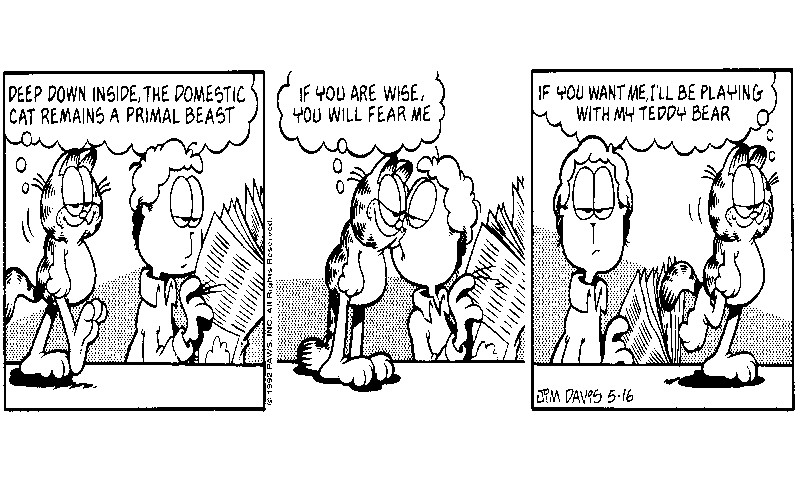 DEEP DOWN INSIDE, THE DOMESTIC
CAT REMAINS A PRIMAL BEAST
IF YOU ARE WISE,
YOU WILL FEAR ME
© 1992 PAWS, INC. All Rights Reserved.
IF YOU WANT ME, I'LL BE PLAYING
WITH MY TEDDY BEAR
JIM DAVIS 5-16